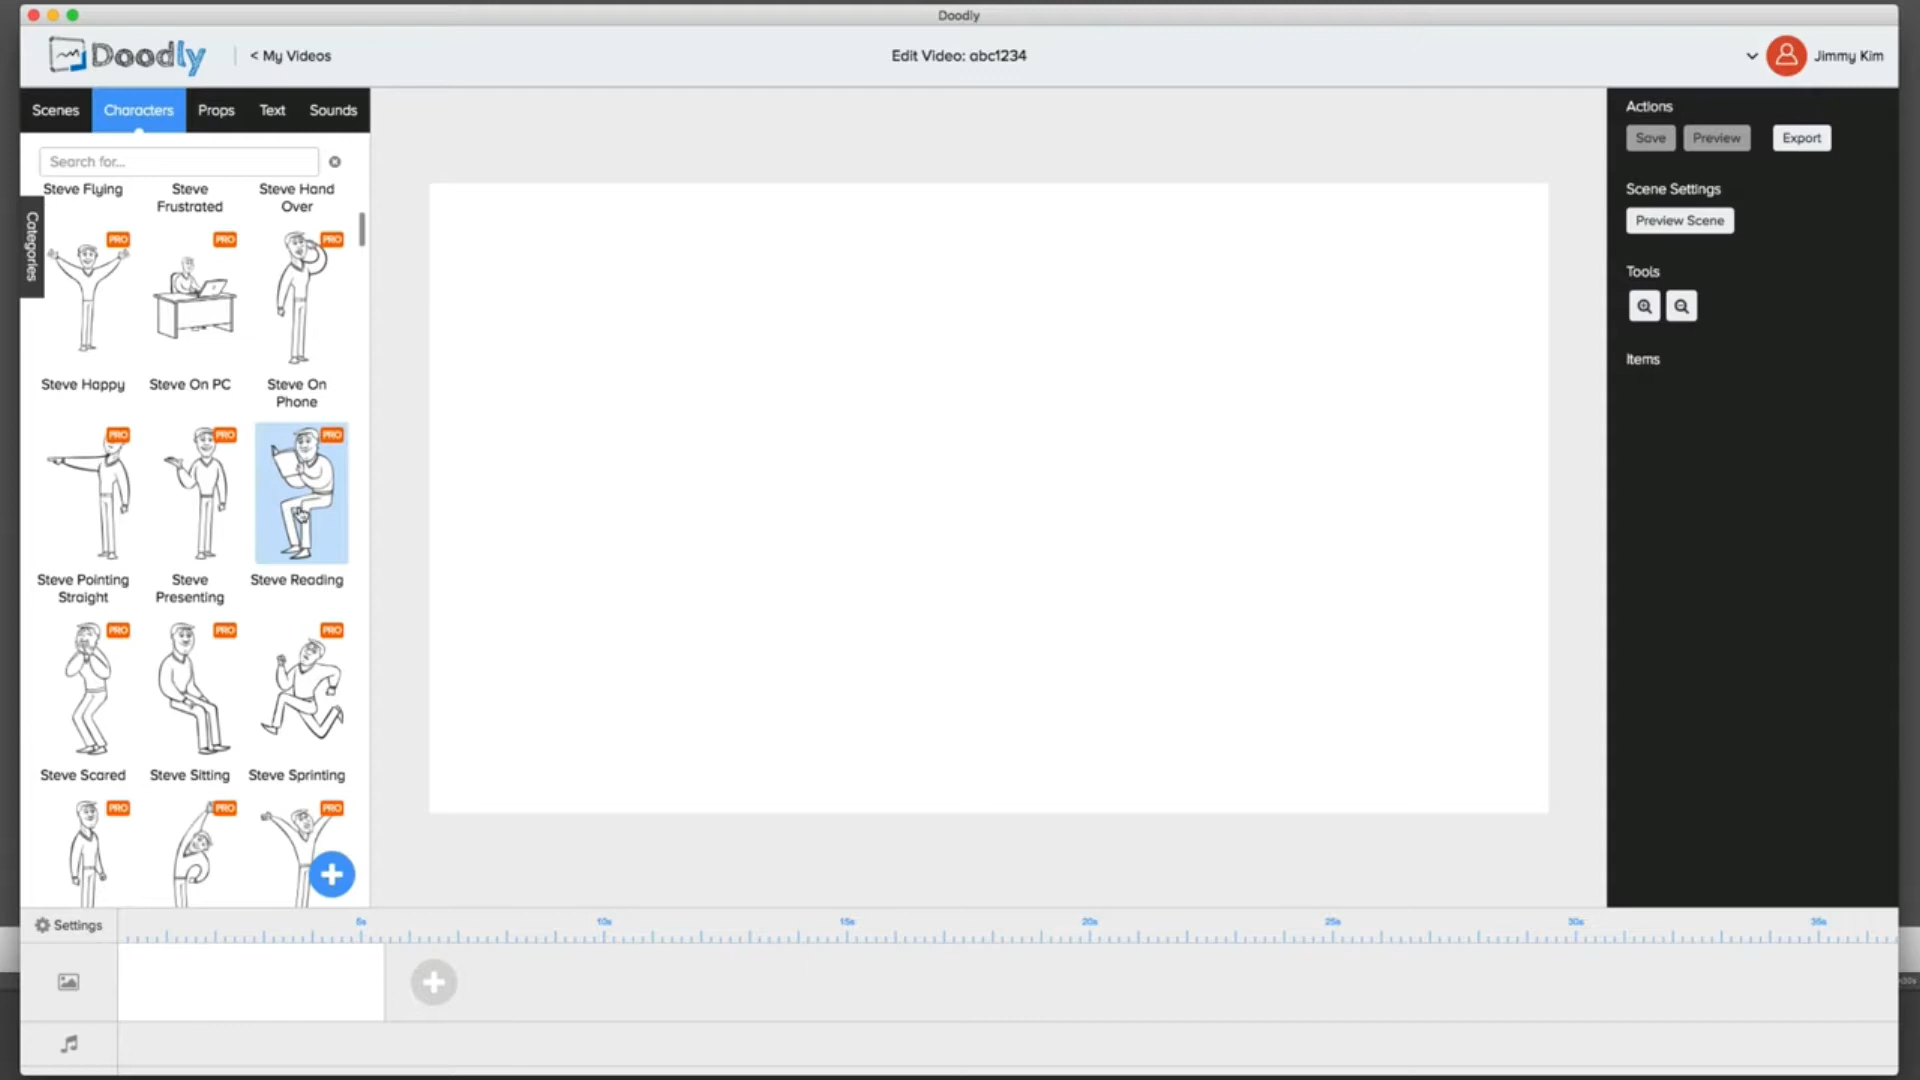 Doodly
Doodly
< My Videos
Edit Video: abc1234
Jimmy Kim
Scenes
Characters
Props
Text
Sounds
Search for...
Categories
Steve Flying
Steve
Frustrated
Steve Hand
Over
PRO
PRO
PRO
Steve Happy
Steve On PC
Steve On
Phone
PRO
PRO
PRO
Steve Pointing
Straight
Steve
Presenting
Steve Reading
PRO
PRO
PRO
Steve Scared
Steve Sitting
Steve Sprinting
PRO
PRO
PRO
Actions
Save
Preview
Export
Scene Settings
Preview Scene
Tools
Items
Settings
5s
10s
15s
20s
25s
30s
35s